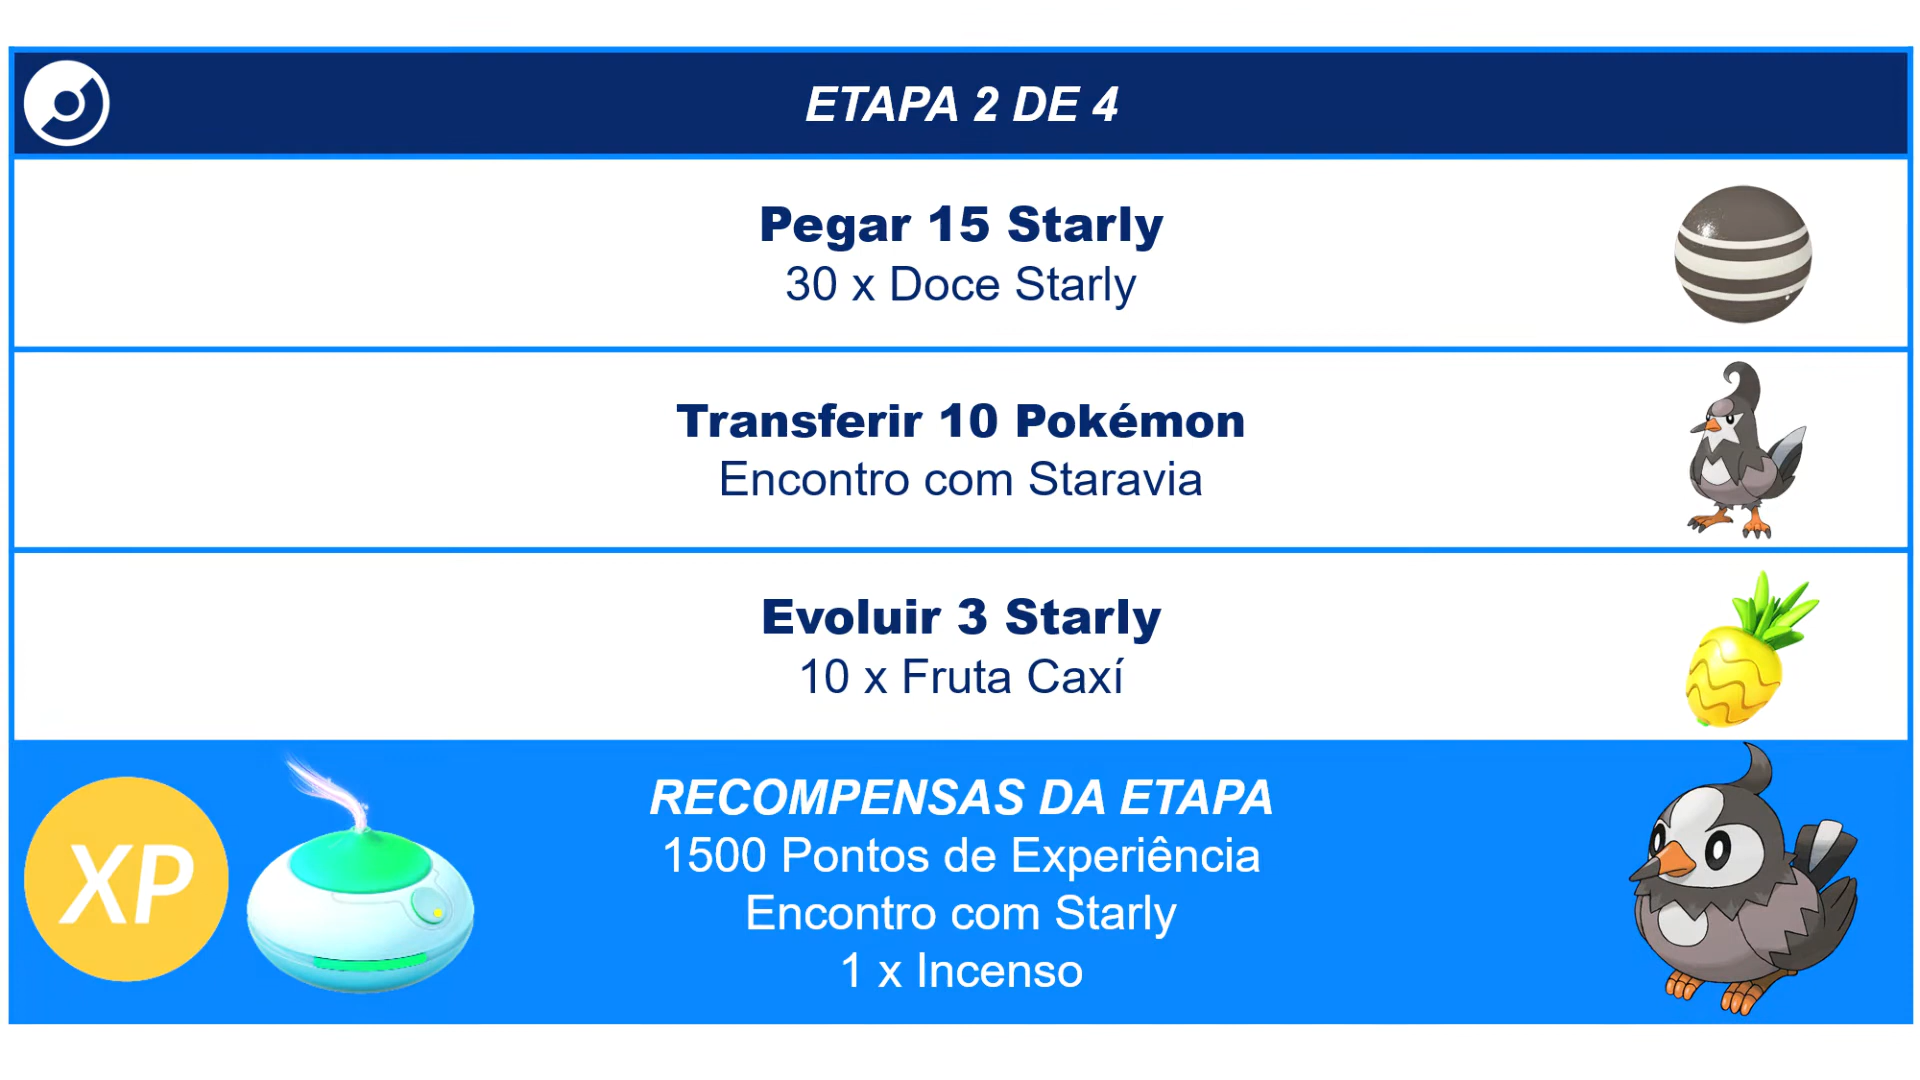 ETAPA 2 DE 4
Pegar 15 Starly
30 x Doce Starly
Transferir 10 Pokémon
Encontro com Staravia
Evoluir 3 Starly
10 x Fruta Caxí
RECOMPENSAS DA ETAPA
1500 Pontos de Experiência
Encontro com Starly
1 x Incenso
XP